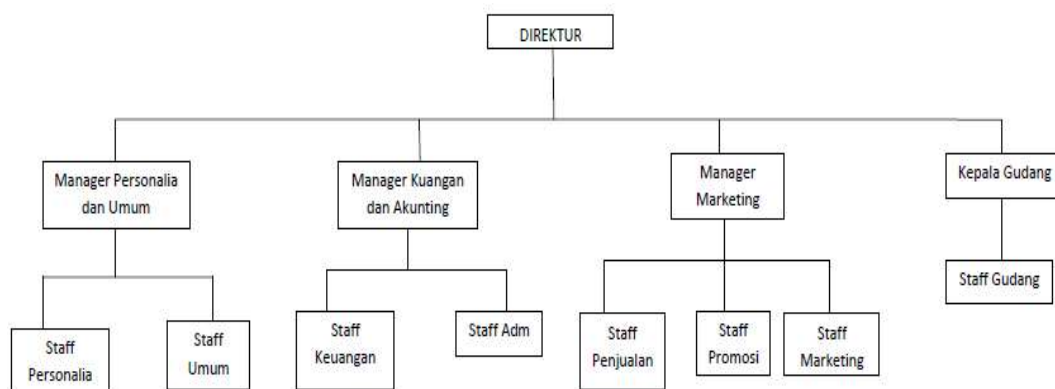 DIREKTUR
Manager Personalia
dan Umum
Manager Kuangan
dan Akunting
Manager
Marketing
Kepala Gudang
Staff Gudang
Staff
Personalia
Staff
Umum
Staff
Keuangan
Staff Adm
Staff
Penjualan
Staff
Promosi
Staff
Marketing